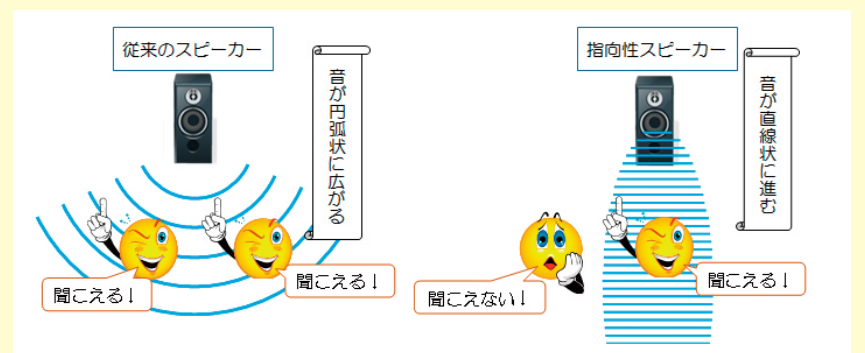 従来のスピーカー
音が円弧状に広がる
聞こえる！
聞こえる！
指向性スピーカー
音が直線状に進む
聞こえない！
聞こえる！